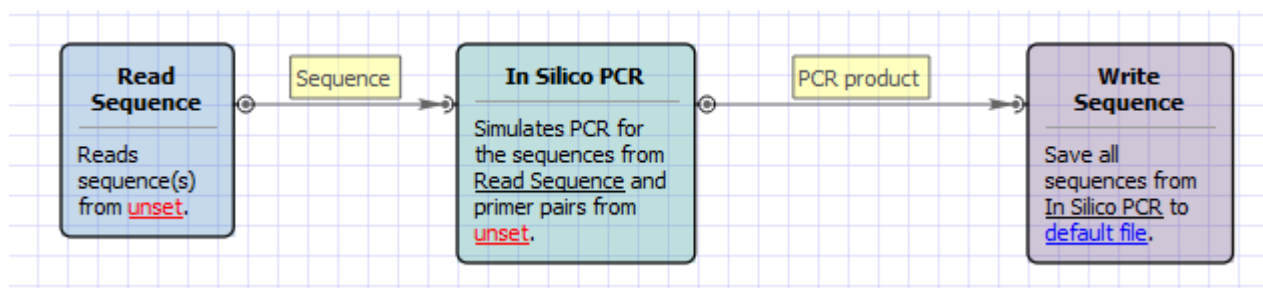 Read
Sequence
Reads
sequence(s)
from unset.
Sequence
In Silico PCR
Simulates PCR for
the sequences from
Read Sequence and
primer pairs from
unset.
PCR product
Write
Sequence
Save all
sequences from
In Silico PCR to
default file.